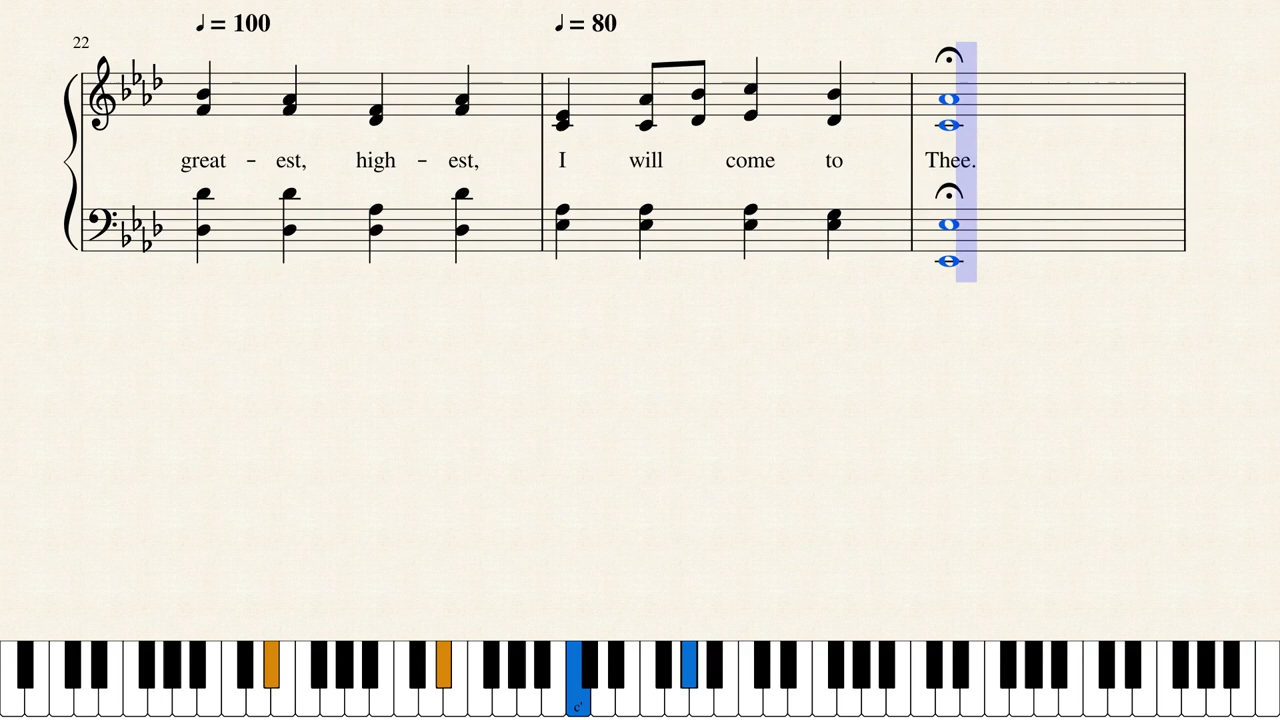 ♩ = 100 ♩ = 80
22
great – est, high – est, I will come to Thee.
c'